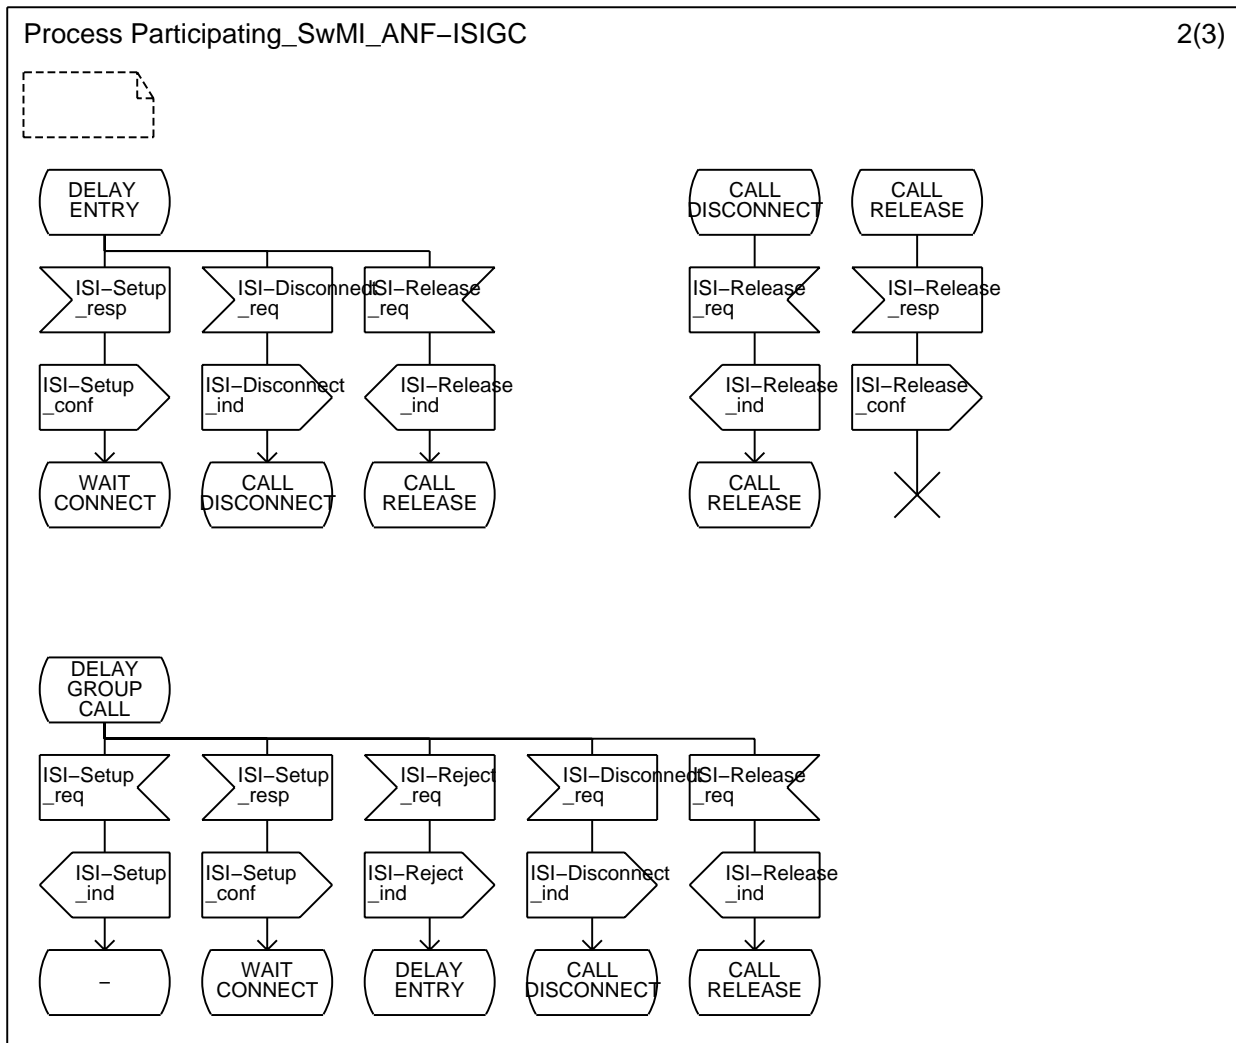 Process Participating_SwMI_ANF−ISIGC
2(3)
DELAY
ENTRY
CALL
DISCONNECT
CALL
RELEASE
ISI−Setup
_resp
ISI−Disconnect
_req
ISI−Release
_req
ISI−Release
_req
ISI−Release
_resp
ISI−Setup
_conf
ISI−Disconnect
_ind
ISI−Release
_ind
ISI−Release
_ind
ISI−Release
_conf
WAIT
CONNECT
CALL
DISCONNECT
CALL
RELEASE
CALL
RELEASE
DELAY
GROUP
CALL
ISI−Setup
_req
ISI−Setup
_resp
ISI−Reject
_req
ISI−Disconnect
_req
ISI−Release
_req
ISI−Setup
_ind
ISI−Setup
_conf
ISI−Reject
_ind
ISI−Disconnect
_ind
ISI−Release
_ind
−
WAIT
CONNECT
DELAY
ENTRY
CALL
DISCONNECT
CALL
RELEASE